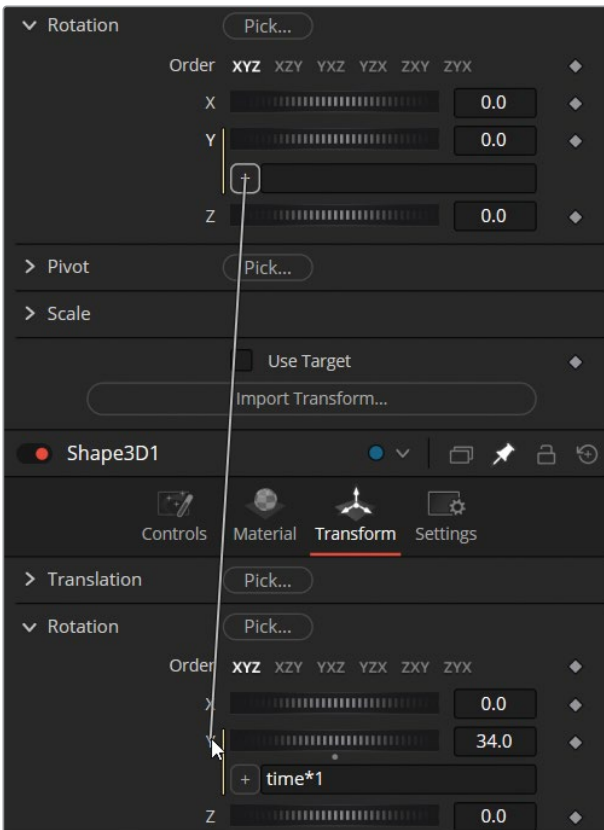 Rotation Pick...
Order XYZ XZY YXZ YZX ZXY ZYX
X 0.0
Y 0.0
+
Z 0.0
Pivot Pick...
Scale
Use Target
Import Transform...
Shape3D1
Controls Material Transform Settings
Translation Pick...
Rotation Pick...
Order XYZ XZY YXZ YZX ZXY ZYX
X 0.0
Y 34.0
+ time*1
Z 0.0